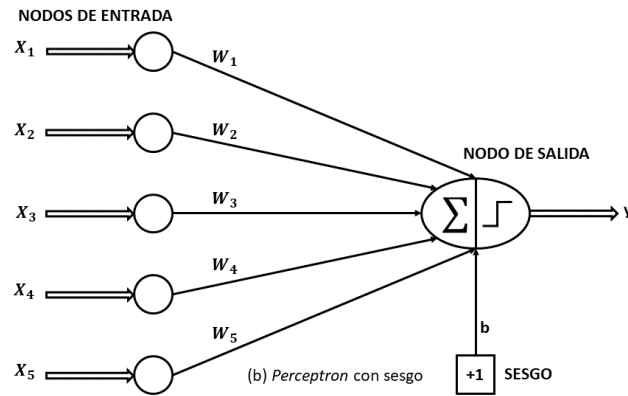 NODOS DE ENTRADA
X₁
W₁
X₂
W₂
NODO DE SALIDA
X₃
W₃
Σ
y
X₄
W₄
W₅
b
X₅
(b) Perceptron con sesgo
+1
SESGO